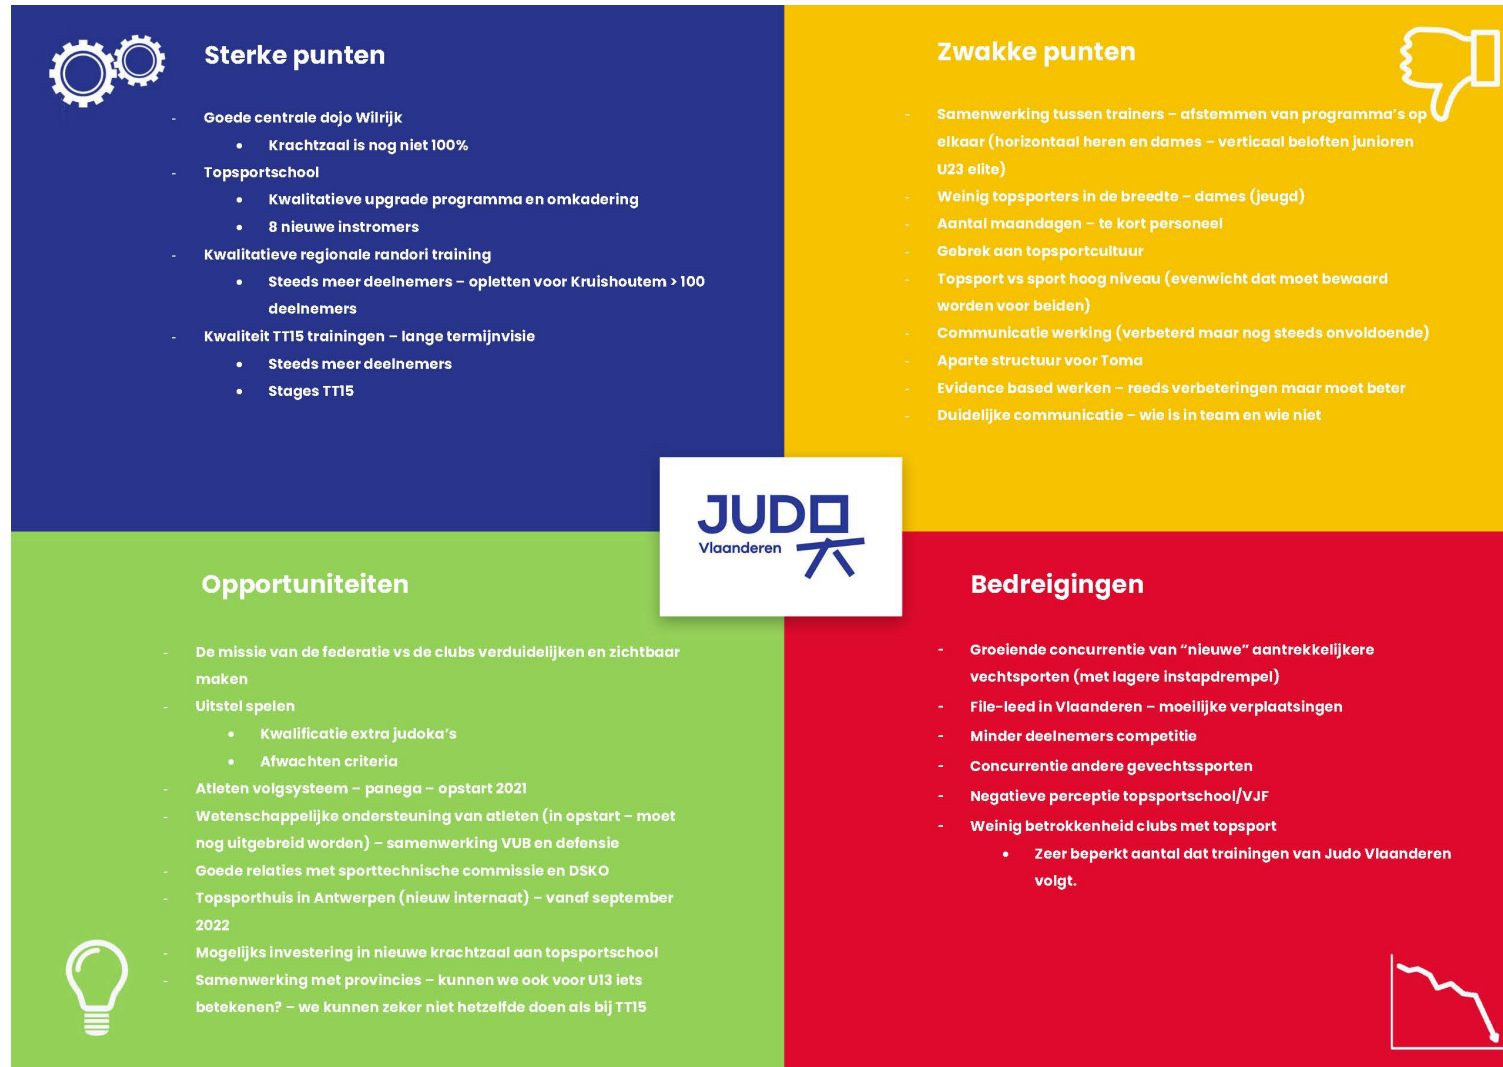 Sterke punten
- Goede centrale dojo Wilrijk
• Krachtzaal is nog niet 100%
- Topsportschool
• Kwalitatieve upgrade programma en omkadering
• 8 nieuwe instromers
- Kwalitatieve regionale randori training
• Steeds meer deelnemers – opletten voor Kruishoutem > 100
deelnemers
- Kwaliteit TT15 trainingen – lange termijnvisie
• Steeds meer deelnemers
• Stages TT15
Zwakke punten
- Samenwerking tussen trainers – afstemmen van programma's op
elkaar (horizontaal heren en dames – verticaal beloften junioren
U23 elite)
- Weinig topsporters in de breedte – dames (jeugd)
- Aantal maandagen – te kort personeel
- Gebrek aan topsportcultuur
- Topsport vs sport hoog niveau (evenwicht dat moet bewaard
worden voor beiden)
- Communicatie werking (verbeterd maar nog steeds onvoldoende)
- Aparte structuur voor Toma
- Evidence based werken – reeds verbeteringen maar moet beter
- Duidelijke communicatie – wie is in team en wie niet
JUDO
Vlaanderen
Opportuniteiten
- De missie van de federatie vs de clubs verduidelijken en zichtbaar
maken
- Uitstel spelen
• Kwalificatie extra judoka's
• Afwachten criteria
- Atleten volgsysteem – panega – opstart 2021
- Wetenschappelijke ondersteuning van atleten (in opstart – moet
nog uitgebreid worden) – samenwerking VUB en defensie
- Goede relaties met sporttechnische commissie en DSKO
- Topsporthuis in Antwerpen (nieuw internaat) – vanaf september
2022
- Mogelijks investering in nieuwe krachtzaal aan topsportschool
- Samenwerking met provincies – kunnen we ook voor U13 iets
betekenen? – we kunnen zeker niet hetzelfde doen als bij TT15
Bedreigingen
- Groeiende concurrentie van “nieuwe” aantrekkelijkere
vechtsporten (met lagere instapdrempel)
- File-leed in Vlaanderen – moeilijke verplaatsingen
- Minder deelnemers competitie
- Concurrentie andere gevechtssporten
- Negatieve perceptie topsportschool/VJF
- Weinig betrokkenheid clubs met topsport
• Zeer beperkt aantal dat trainingen van Judo Vlaanderen
volgt.